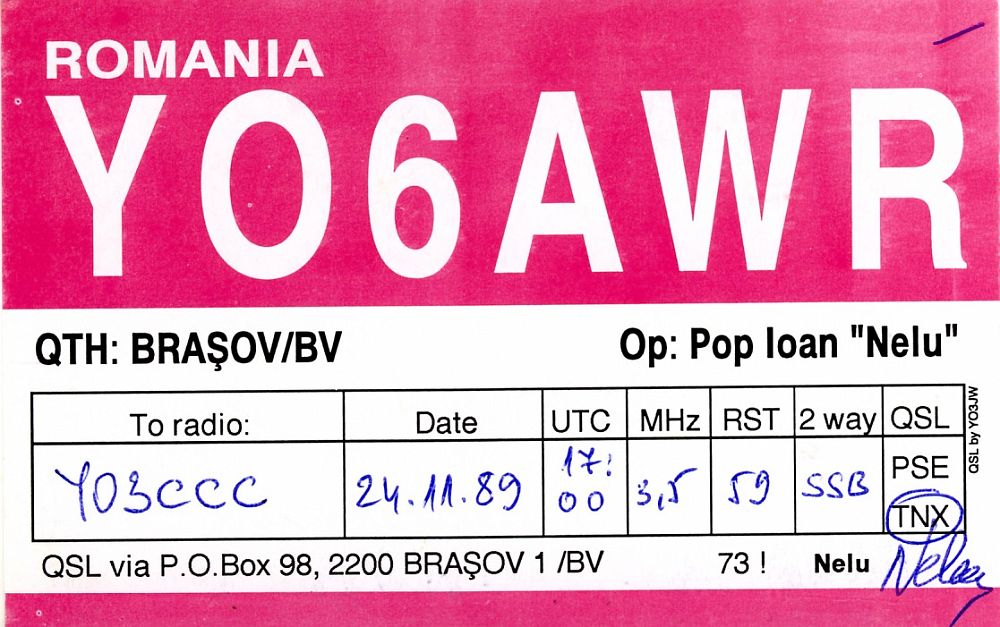 ROMANIA
YO6AWR
QTH: BRAȘOV/BV Op: Pop Ioan "Nelu"
To radio: Date UTC MHz RST 2 way QSL
YO3CCC 24.11.89 17:00 3,5 59 SSB PSE
TNX
QSL via P.O.Box 98, 2200 BRAȘOV 1 /BV 73 ! Nelu
Nelu
QSL by YO3JW